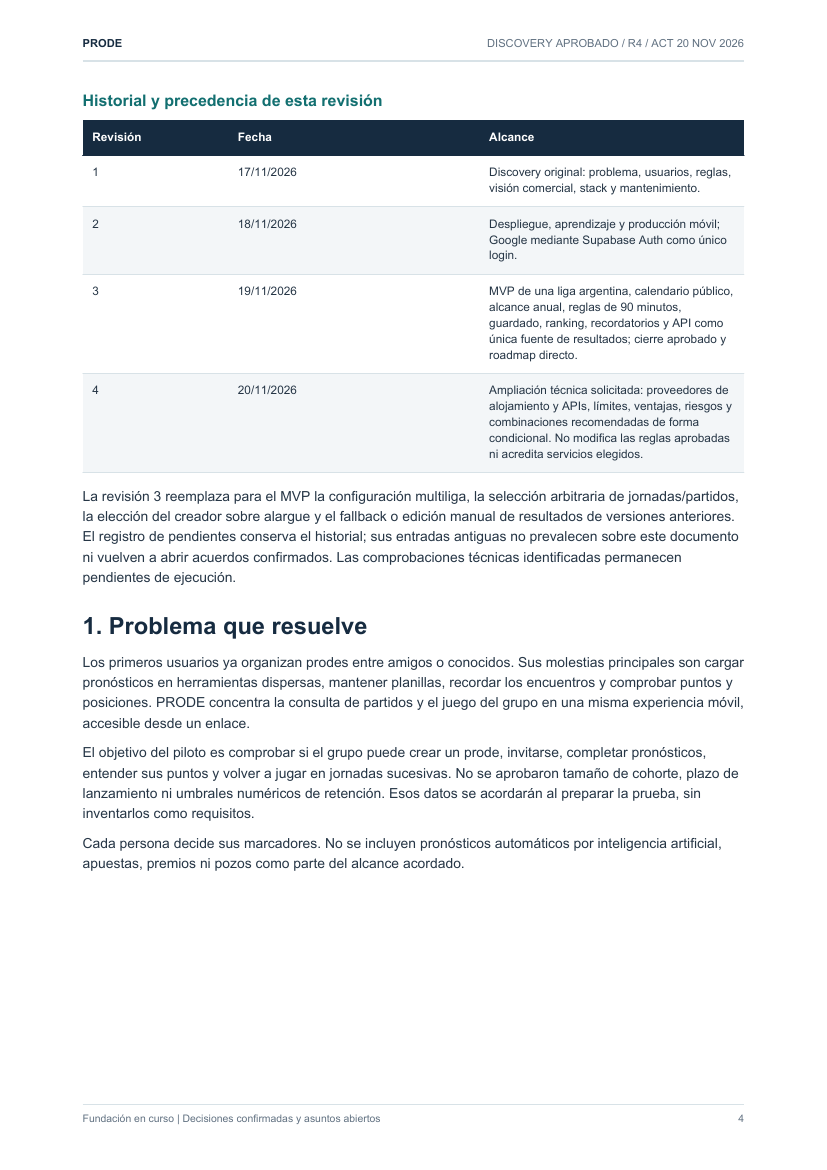 PRODE
DISCOVERY APROBADO / R4 / ACT 20 NOV 2026
Historial y precedencia de esta revisión
Revisión Fecha Alcance
1 17/11/2026 Discovery original: problema, usuarios, reglas,
visión comercial, stack y mantenimiento.
2 18/11/2026 Despliegue, aprendizaje y producción móvil;
Google mediante Supabase Auth como único
login.
3 19/11/2026 MVP de una liga argentina, calendario público,
alcance anual, reglas de 90 minutos,
guardado, ranking, recordatorios y API como
única fuente de resultados; cierre aprobado y
roadmap directo.
4 20/11/2026 Ampliación técnica solicitada: proveedores de
alojamiento y APIs, límites, ventajas, riesgos y
combinaciones recomendadas de forma
condicional. No modifica las reglas aprobadas
ni acredita servicios elegidos.
La revisión 3 reemplaza para el MVP la configuración multiliga, la selección arbitraria de jornadas/partidos,
la elección del creador sobre alargue y el fallback o edición manual de resultados de versiones anteriores.
El registro de pendientes conserva el historial; sus entradas antiguas no prevalecen sobre este documento
ni vuelven a abrir acuerdos confirmados. Las comprobaciones técnicas identificadas permanecen
pendientes de ejecución.
1. Problema que resuelve
Los primeros usuarios ya organizan prodes entre amigos o conocidos. Sus molestias principales son cargar
pronósticos en herramientas dispersas, mantener planillas, recordar los encuentros y comprobar puntos y
posiciones. PRODE concentra la consulta de partidos y el juego del grupo en una misma experiencia móvil,
accesible desde un enlace.
El objetivo del piloto es comprobar si el grupo puede crear un prode, invitarse, completar pronósticos,
entender sus puntos y volver a jugar en jornadas sucesivas. No se aprobaron tamaño de cohorte, plazo de
lanzamiento ni umbrales numéricos de retención. Esos datos se acordarán al preparar la prueba, sin
inventarlos como requisitos.
Cada persona decide sus marcadores. No se incluyen pronósticos automáticos por inteligencia artificial,
apuestas, premios ni pozos como parte del alcance acordado.
Fundación en curso | Decisiones confirmadas y asuntos abiertos
4